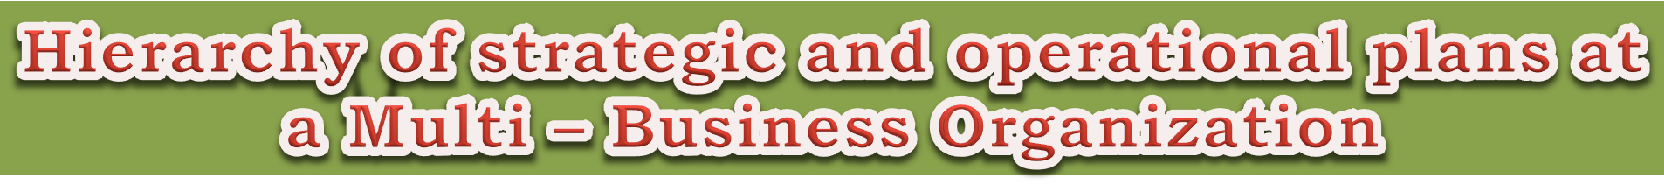 Hierarchy of strategic and operational plans at
a Multi – Business Organization